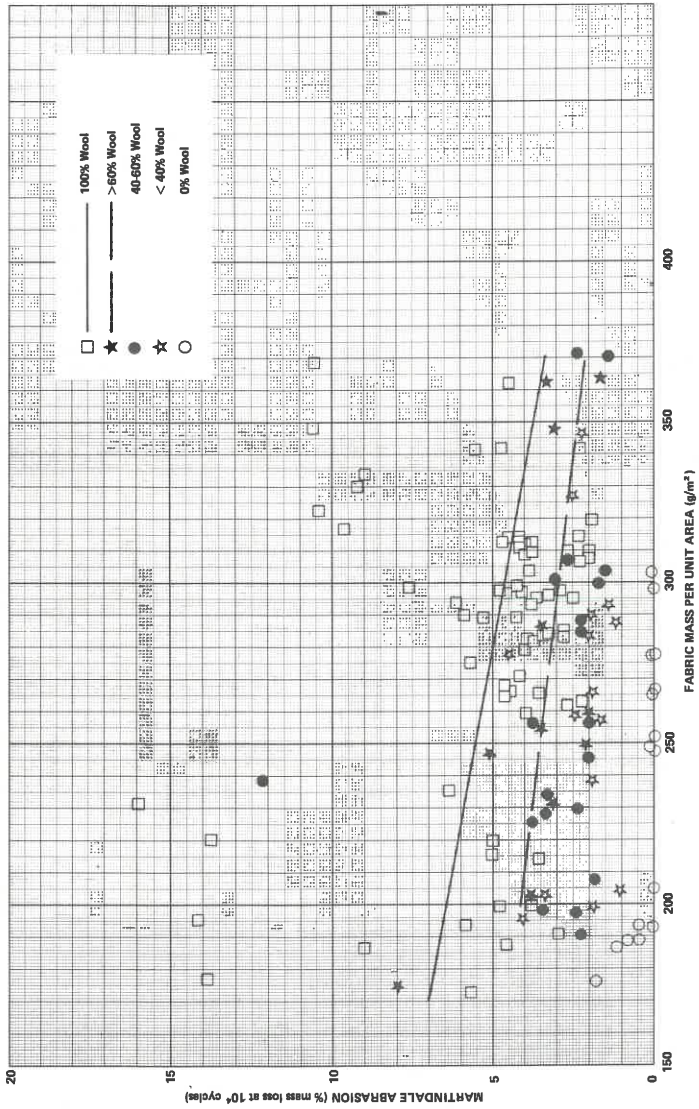 MARTINDALE ABRASION (% mass loss at 10⁴ cycles)
20
15
10
5
0
100% Wool
>60% Wool
40-60% Wool
< 40% Wool
0% Wool
150
200
250
300
350
400
FABRIC MASS PER UNIT AREA (g/m²)